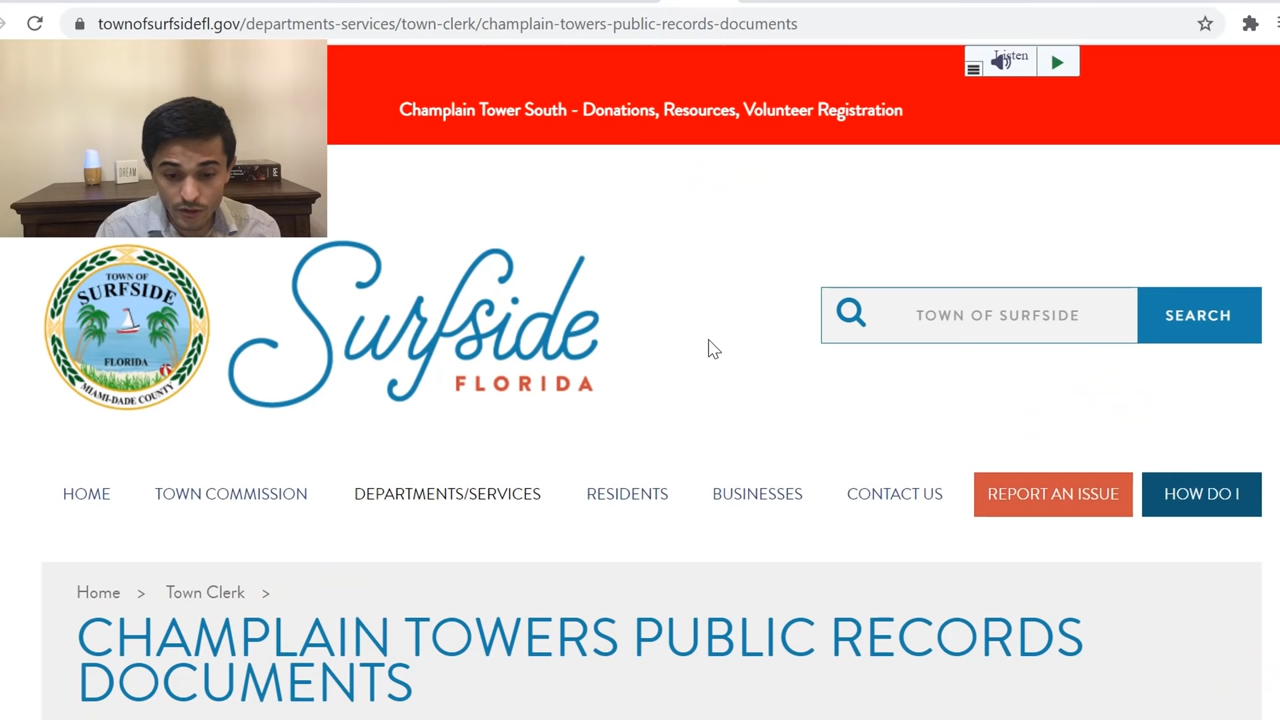 townofsurfsidefl.gov/departments-services/town-clerk/champlain-towers-public-records-documents
Listen
Champlain Tower South - Donations, Resources, Volunteer Registration
DREAM
TOWN OF
SURFSIDE
FLORIDA
MIAMI-DADE COUNTY
Surfside
FLORIDA
TOWN OF SURFSIDE
SEARCH
HOME
TOWN COMMISSION
DEPARTMENTS/SERVICES
RESIDENTS
BUSINESSES
CONTACT US
REPORT AN ISSUE
HOW DO I
Home > Town Clerk >
CHAMPLAIN TOWERS PUBLIC RECORDS
DOCUMENTS